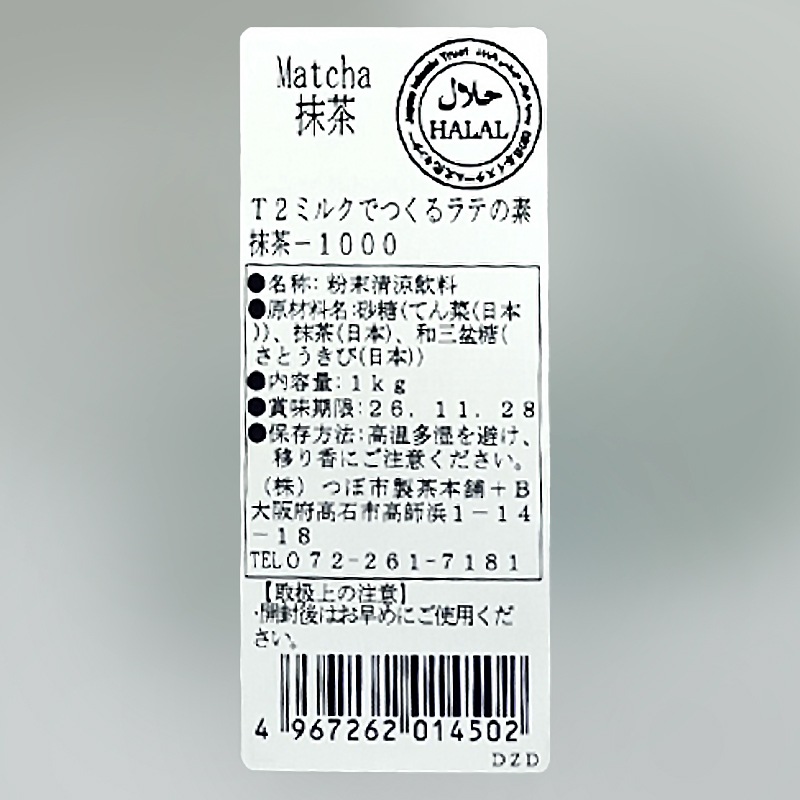 Matcha
抹茶
Japan Islamic Trust
حلال
HALAL
T2ミルクでつくるラテの素
抹茶-1000
●名称:粉末清涼飲料
●原材料名:砂糖(てん菜(日本
))、抹茶(日本)、和三盆糖(
さとうきび(日本))
●内容量:1kg
●賞味期限:26.11.28
●保存方法:高温多湿を避け、
移り香にご注意ください。
(株)つぼ市製茶本舗+B
大阪府高石市高師浜1-14
-18
TEL072-261-7181
【取扱上の注意】
・開封後はお早めにご使用くだ
さい。
4 967262 014502
DZD